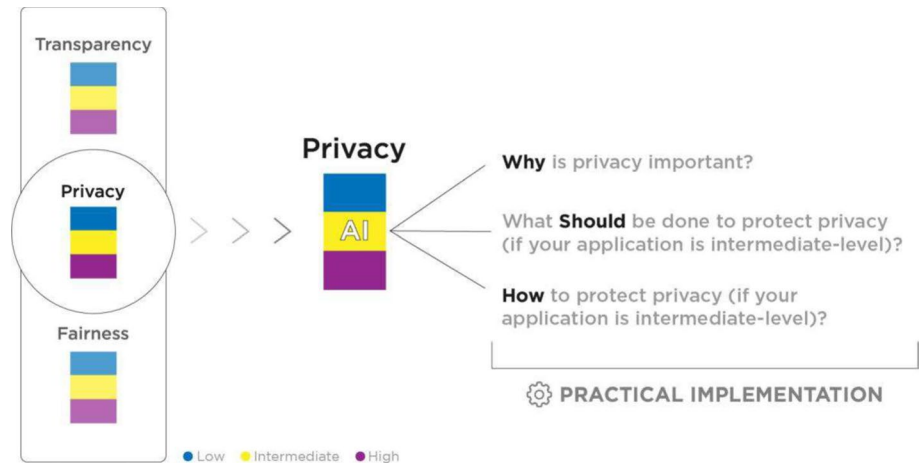 Transparency
Privacy
Fairness
Privacy
AI
Why is privacy important?
What Should be done to protect privacy
(if your application is intermediate-level)?
How to protect privacy (if your
application is intermediate-level)?
PRACTICAL IMPLEMENTATION
Low
Intermediate
High